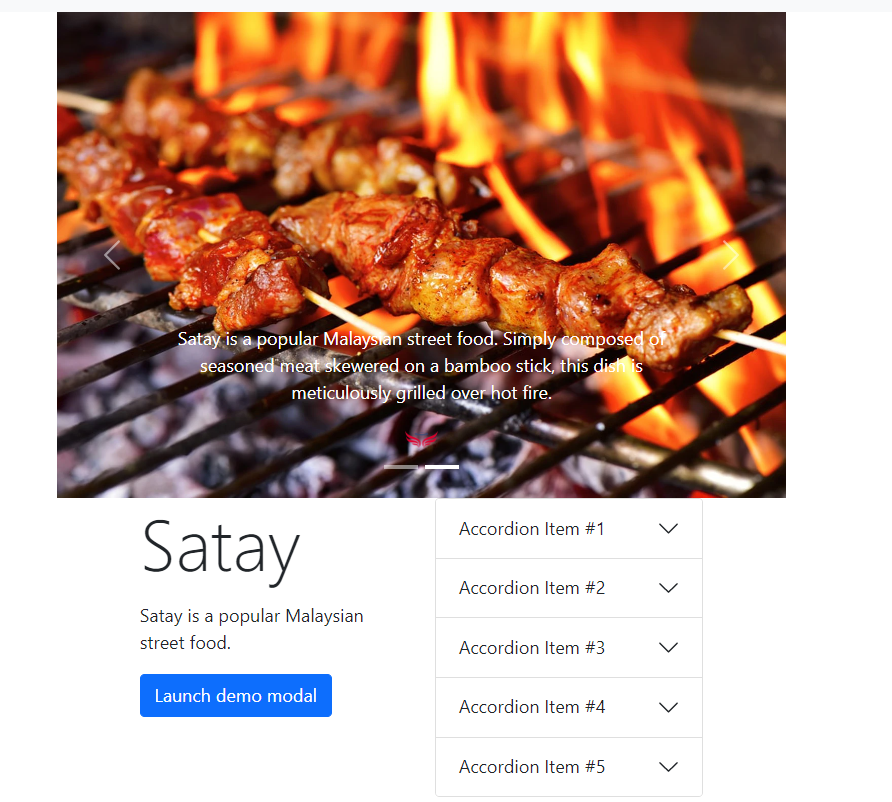 Satay is a popular Malaysian street food. Simply composed of
seasoned meat skewered on a bamboo stick, this dish is
meticulously grilled over hot fire.
Satay
Satay is a popular Malaysian
street food.
Launch demo modal
Accordion Item #1
Accordion Item #2
Accordion Item #3
Accordion Item #4
Accordion Item #5